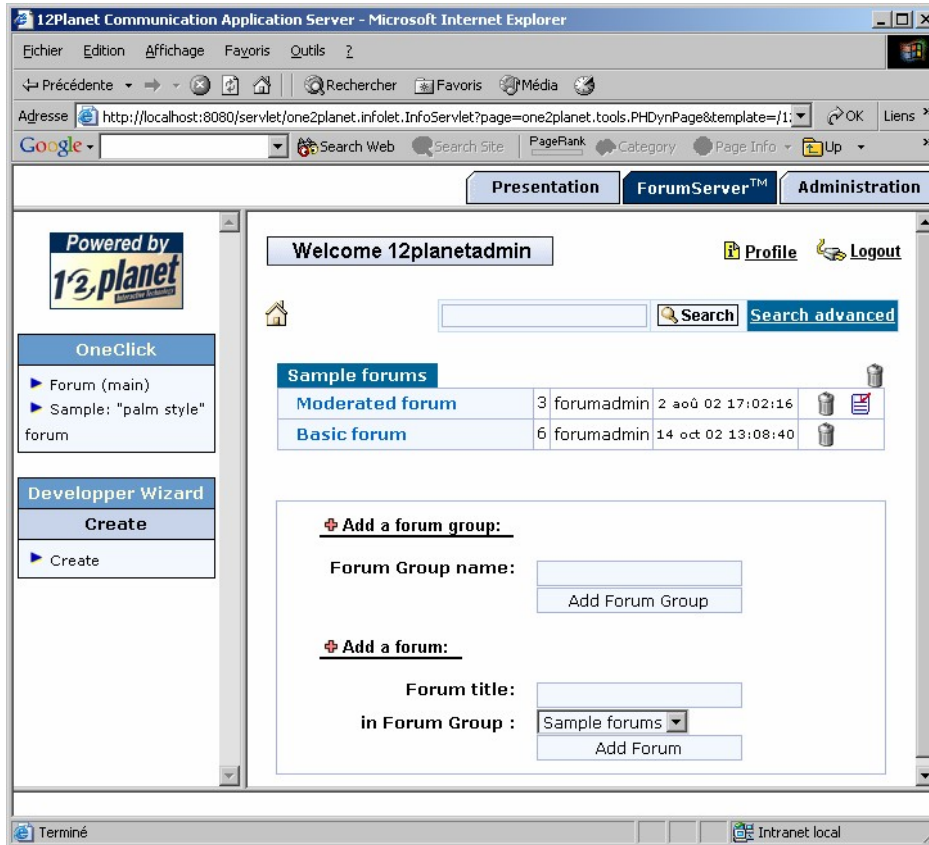 12Planet Communication Application Server - Microsoft Internet Explorer
Fichier Edition Affichage Favoris Outils ?
Précédente Rechercher Favoris Média
Adresse http://localhost:8080/servlet/one2planet.infolet.InfoServlet?page=one2planet.tools.PHDynPage&template=/1 OK Liens »
Google Search Web Search Site PageRank Category Page Info Up »
Presentation ForumServer™ Administration
Powered by
12planet
Interactive Technology
OneClick
Forum (main)
Sample: "palm style"
forum
Developper Wizard
Create
Create
Welcome 12planetadmin Profile Logout
Search Search advanced
Sample forums
Moderated forum 3 forumadmin 2 aoû 02 17:02:16
Basic forum 6 forumadmin 14 oct 02 13:08:40
Add a forum group:
Forum Group name:
Add Forum Group
Add a forum:
Forum title:
in Forum Group : Sample forums
Add Forum
Terminé Intranet local